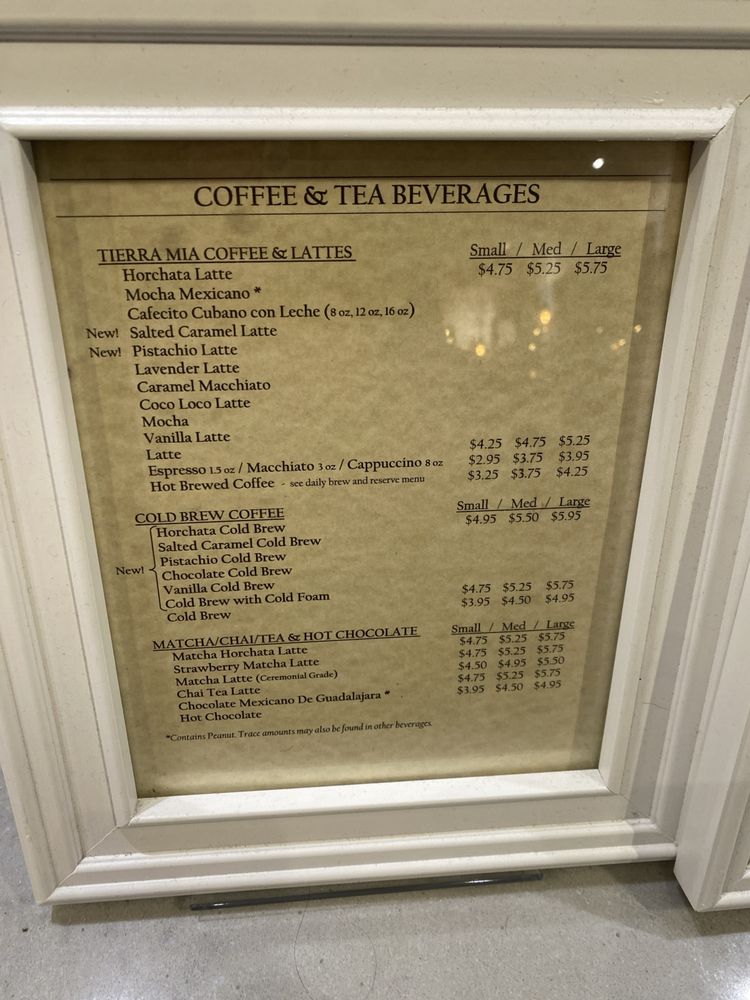 COFFEE & TEA BEVERAGES
TIERRA MIA COFFEE & LATTES Small / Med / Large
Horchata Latte $4.75 $5.25 $5.75
Mocha Mexicano *
Cafecito Cubano con Leche (8 oz, 12 oz, 16 oz)
New! Salted Caramel Latte
New! Pistachio Latte
Lavender Latte
Caramel Macchiato
Coco Loco Latte
Mocha
Vanilla Latte
Latte $4.25 $4.75 $5.25
Espresso 1.5 oz / Macchiato 3 oz / Cappuccino 8 oz $2.95 $3.75 $3.95
Hot Brewed Coffee - see daily brew and reserve menu $3.25 $3.75 $4.25
COLD BREW COFFEE Small / Med / Large
Horchata Cold Brew $4.95 $5.50 $5.95
Salted Caramel Cold Brew
Pistachio Cold Brew
New! Chocolate Cold Brew
Vanilla Cold Brew
Cold Brew with Cold Foam $4.75 $5.25 $5.75
Cold Brew $3.95 $4.50 $4.95
MATCHA/CHAI/TEA & HOT CHOCOLATE Small / Med / Large
Matcha Horchata Latte $4.75 $5.25 $5.75
Strawberry Matcha Latte $4.75 $5.25 $5.75
Matcha Latte (Ceremonial Grade) $4.50 $4.95 $5.50
Chai Tea Latte $4.75 $5.25 $5.75
Chocolate Mexicano De Guadalajara * $3.95 $4.50 $4.95
Hot Chocolate
*Contains Peanut. Trace amounts may also be found in other beverages.